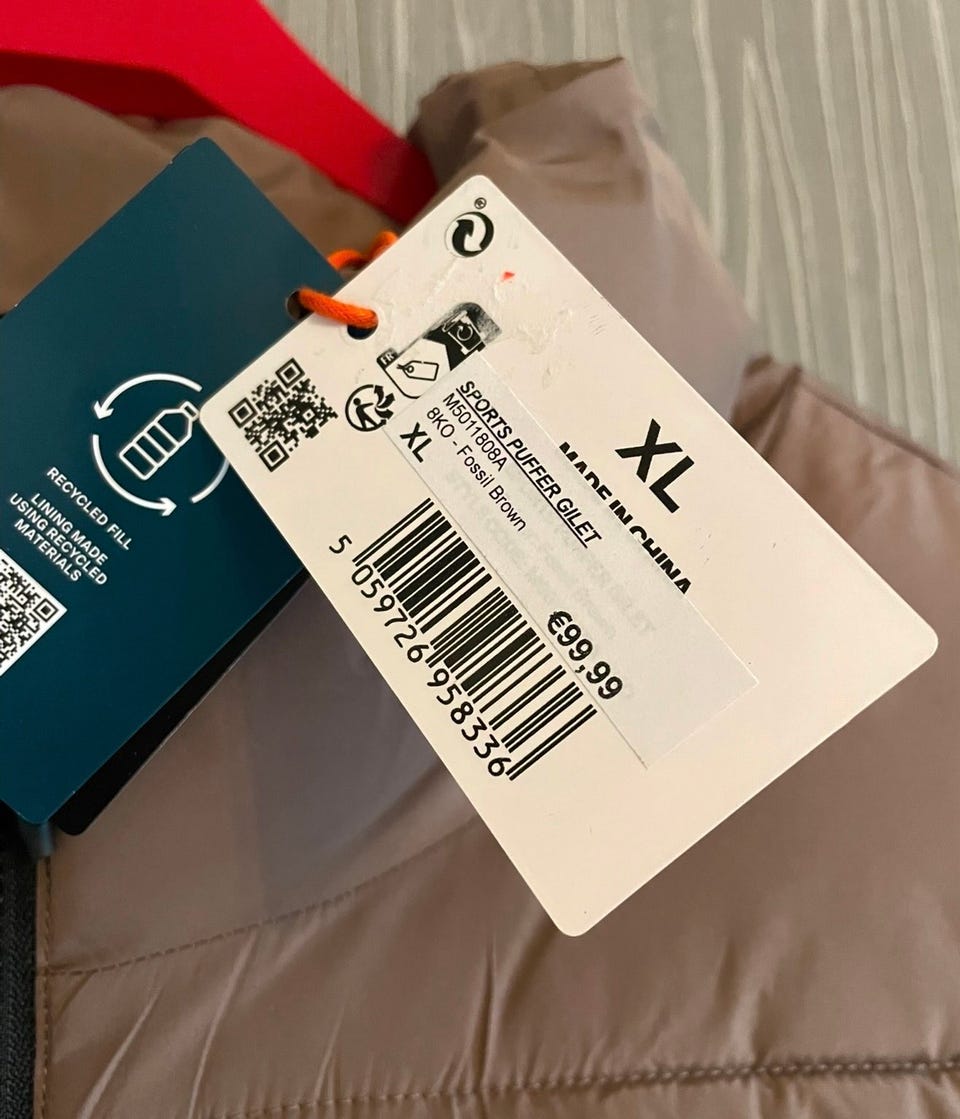 RECYCLED FILL
LINING MADE
USING RECYCLED
MATERIALS
®
FR
SPORTS PUFFER GILET
M5011808A
8KO - Fossil Brown
XL
XL
MADE IN CHINA
€99,99
5 059726 958336